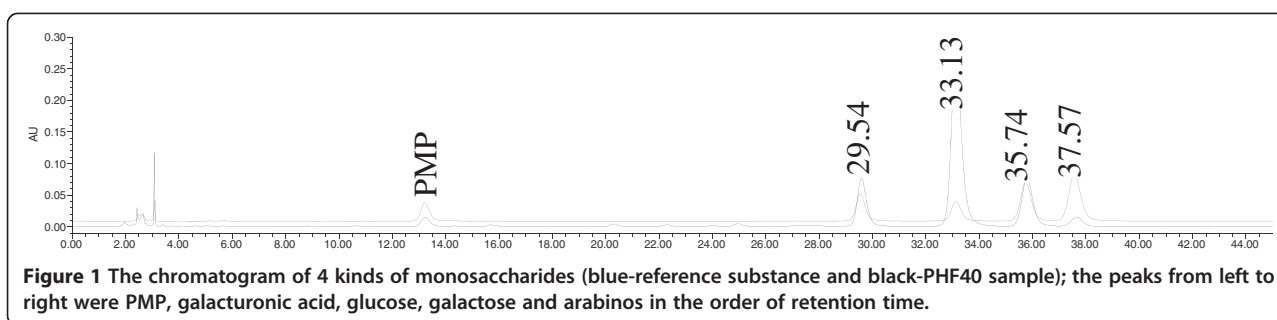 0.30
0.25
0.20
0.15
0.10
0.05
0.00
AU
PMP
29.54
33.13
35.74
37.57
0.00 2.00 4.00 6.00 8.00 10.00 12.00 14.00 16.00 18.00 20.00 22.00 24.00 26.00 28.00 30.00 32.00 34.00 36.00 38.00 40.00 42.00 44.00
Figure 1 The chromatogram of 4 kinds of monosaccharides (blue-reference substance and black-PHF40 sample); the peaks from left to
right were PMP, galacturonic acid, glucose, galactose and arabinos in the order of retention time.